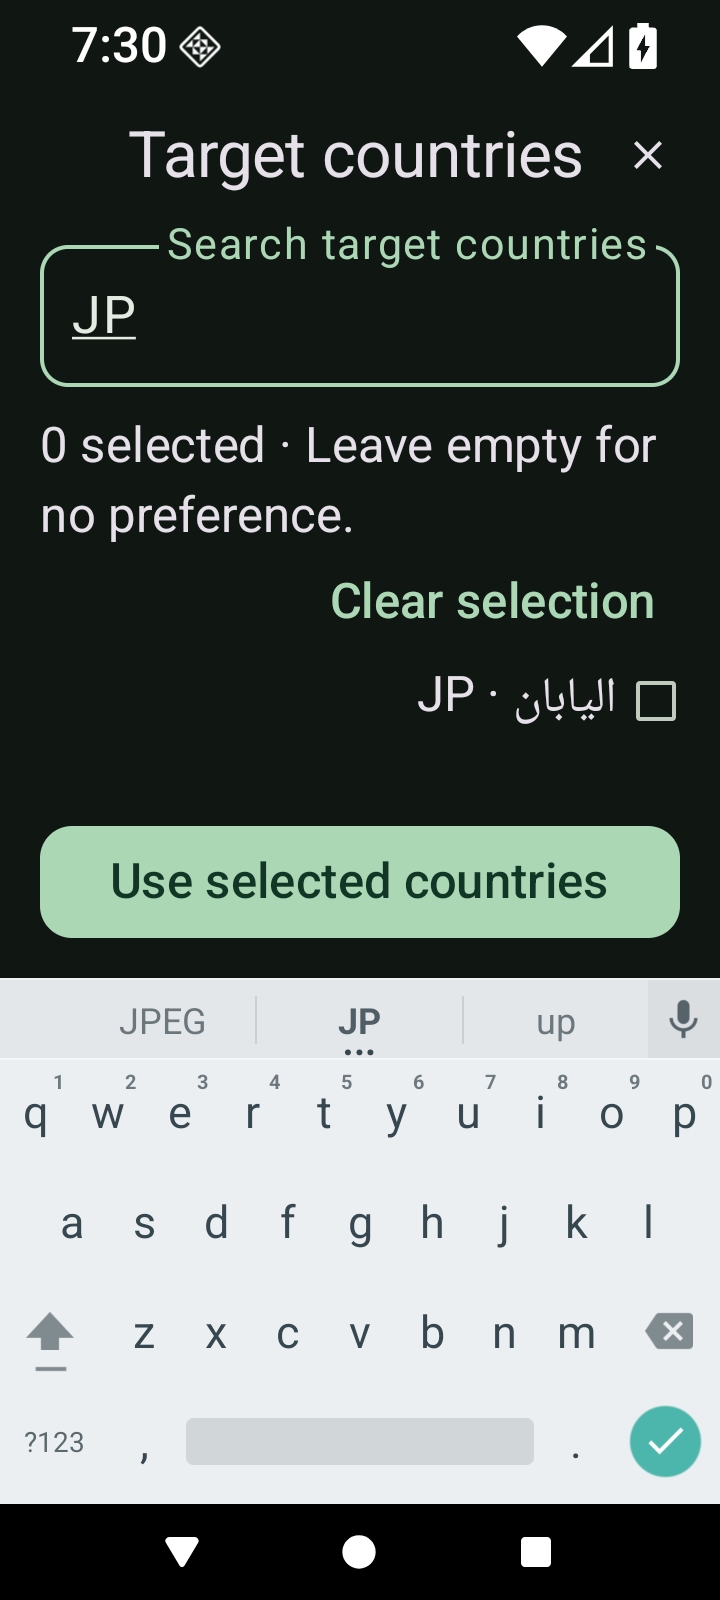 7:30
Target countries
Search target countries
JP
0 selected · Leave empty for
no preference.
Clear selection
اليابان · JP
Use selected countries
JPEG JP up
1 2 3 4 5 6 7 8 9 0
q w e r t y u i o p
a s d f g h j k l
z x c v b n m
?123 , .